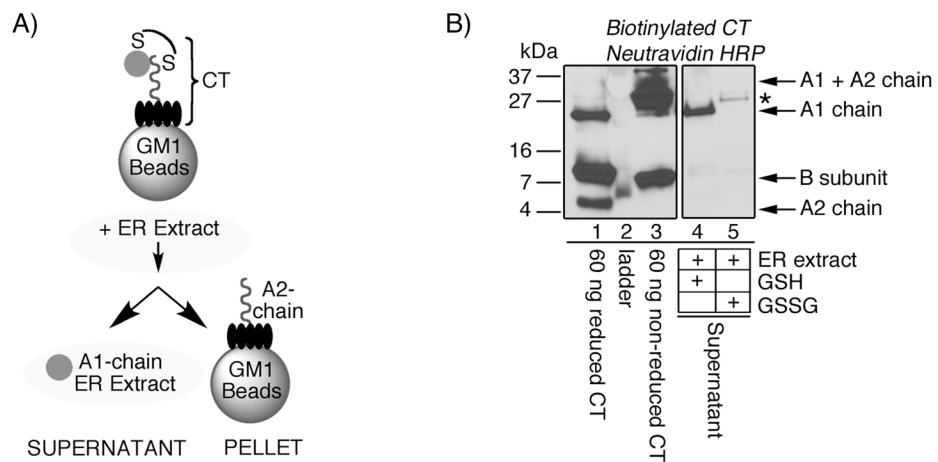 A)
S
S
CT
GM1
Beads
+ ER Extract
A2-
chain
A1-chain
ER Extract
GM1
Beads
SUPERNATANT
PELLET
B)
Biotinylated CT
kDa
Neutravidin HRP
37
27
16
7
4
A1 + A2 chain
*
A1 chain
B subunit
A2 chain
1 2 3 4 5
60 ng reduced CT
ladder
60 ng non-reduced CT
+ + ER extract
+ GSH
+ GSSG
Supernatant